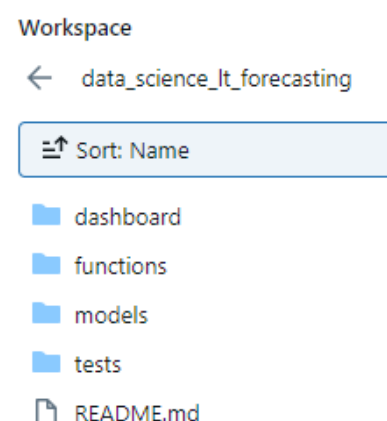 Workspace
data_science_lt_forecasting
Sort: Name
dashboard
functions
models
tests
README.md